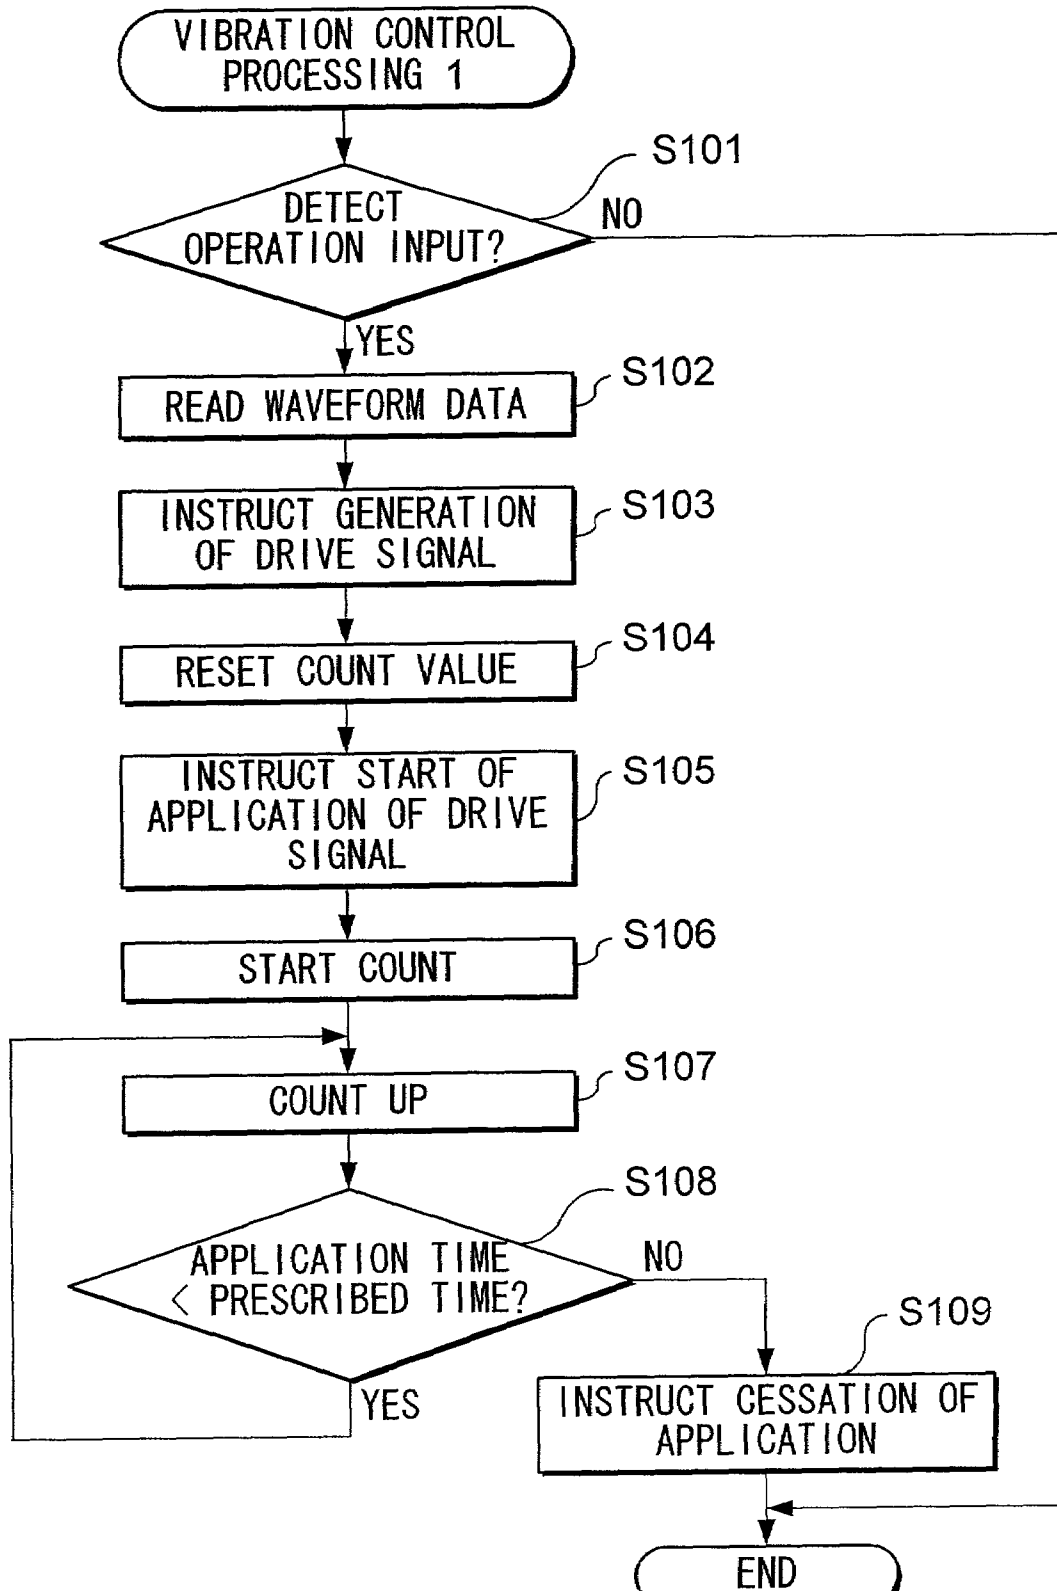 VIBRATION CONTROL
PROCESSING 1
S101
DETECT
OPERATION INPUT?
NO
YES
S102
READ WAVEFORM DATA
S103
INSTRUCT GENERATION
OF DRIVE SIGNAL
S104
RESET COUNT VALUE
S105
INSTRUCT START OF
APPLICATION OF DRIVE
SIGNAL
S106
START COUNT
S107
COUNT UP
S108
APPLICATION TIME
< PRESCRIBED TIME?
NO
YES
S109
INSTRUCT CESSATION OF
APPLICATION
END